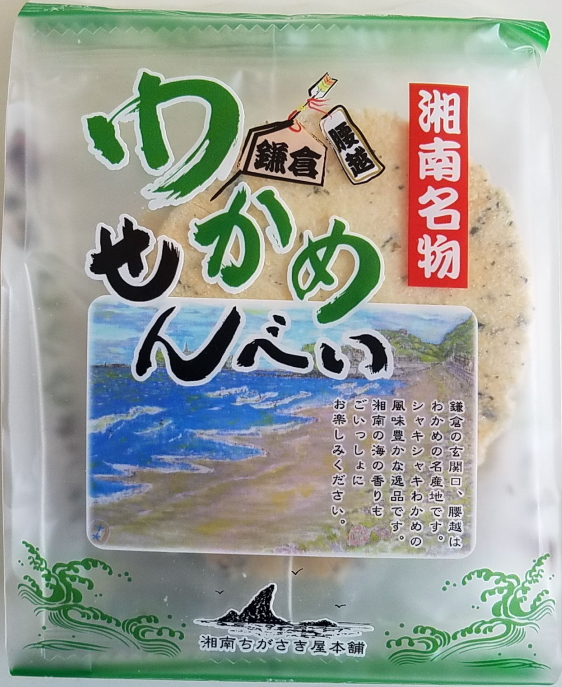 湘南名物
鎌倉
腰越
わかめ
せんべい
鎌倉の玄関口、腰越は
わかめの名産地です。
シャキシャキわかめの
風味豊かな逸品です。
湘南の海の香りも
ごいっしょに
お楽しみください。
湘南ちがさき屋本舗